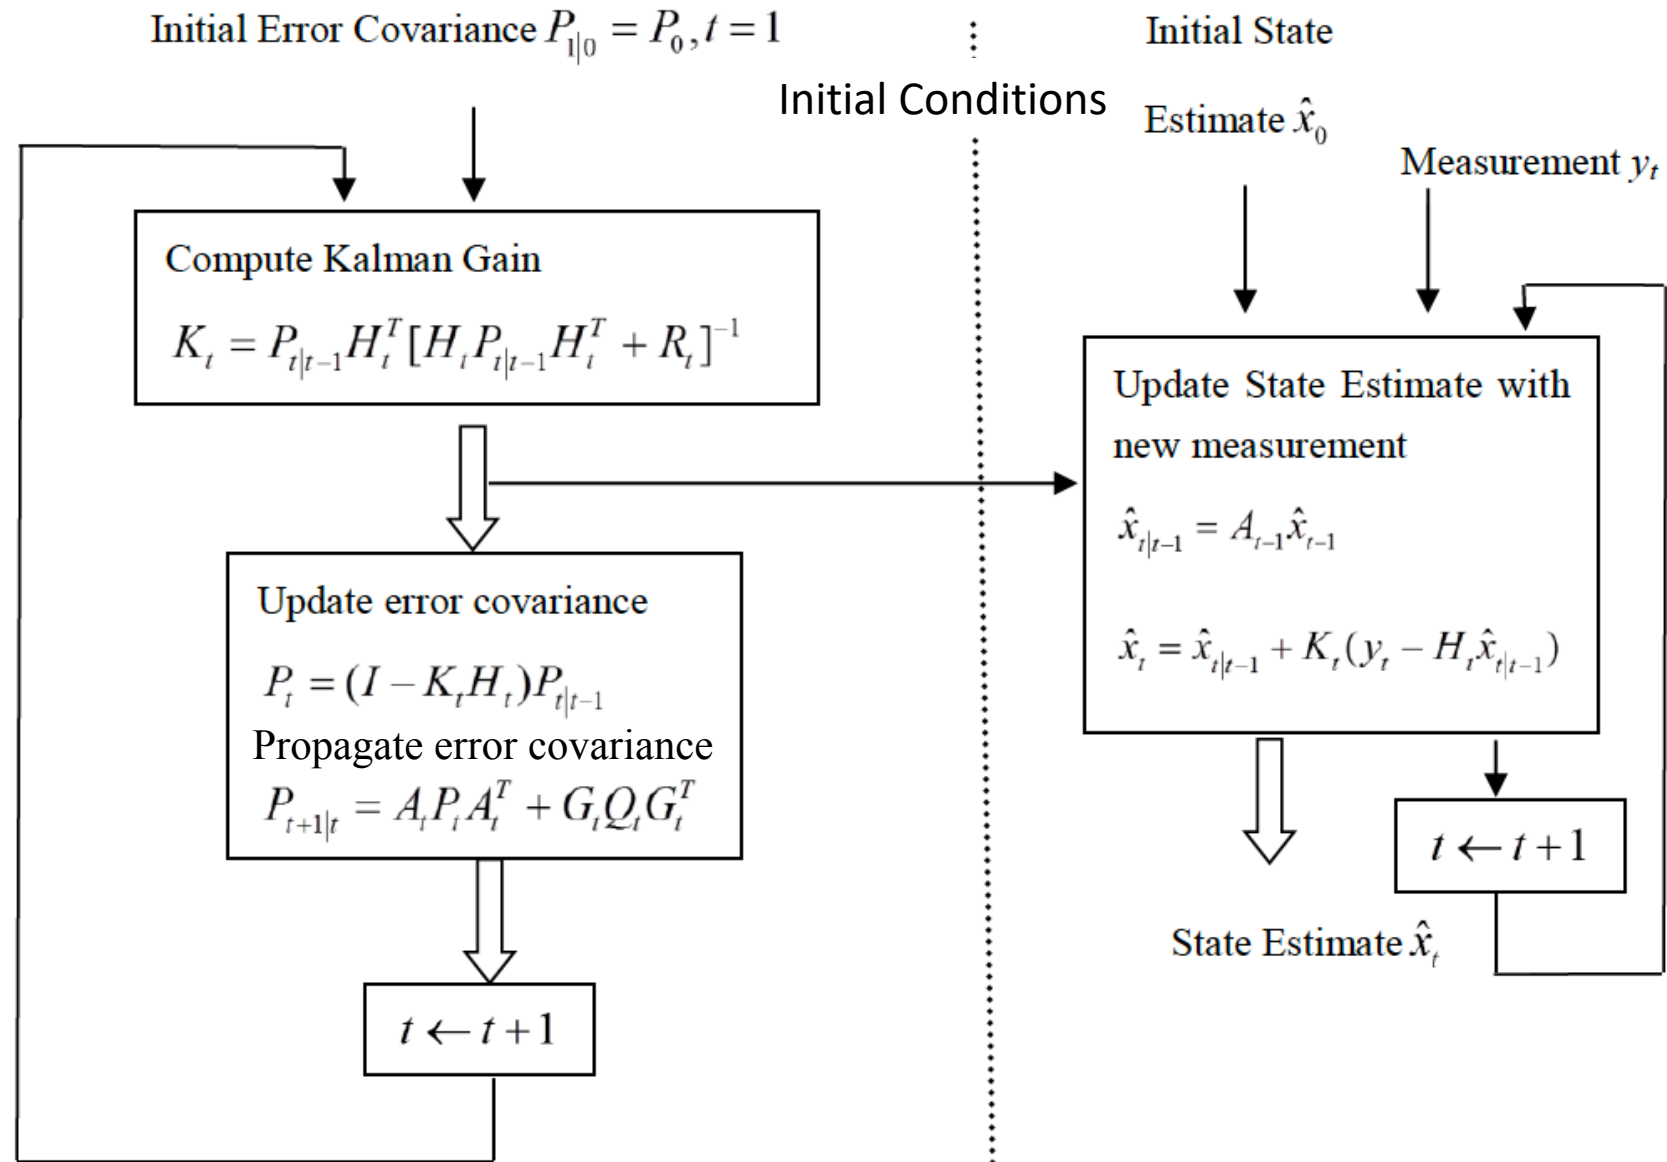 Initial Error Covariance P_{1|0} = P_0, t = 1
Initial Conditions
Initial State
Estimate x̂_0
Measurement y_t
Compute Kalman Gain
K_t = P_{t|t-1} H_t^T [H_t P_{t|t-1} H_t^T + R_t]^{-1}
Update error covariance
P_t = (I − K_t H_t) P_{t|t-1}
Propagate error covariance
P_{t+1|t} = A_t P_t A_t^T + G_t Q_t G_t^T
t ← t + 1
Update State Estimate with
new measurement
x̂_{t|t-1} = A_{t-1} x̂_{t-1}
x̂_t = x̂_{t|t-1} + K_t (y_t − H_t x̂_{t|t-1})
t ← t + 1
State Estimate x̂_t